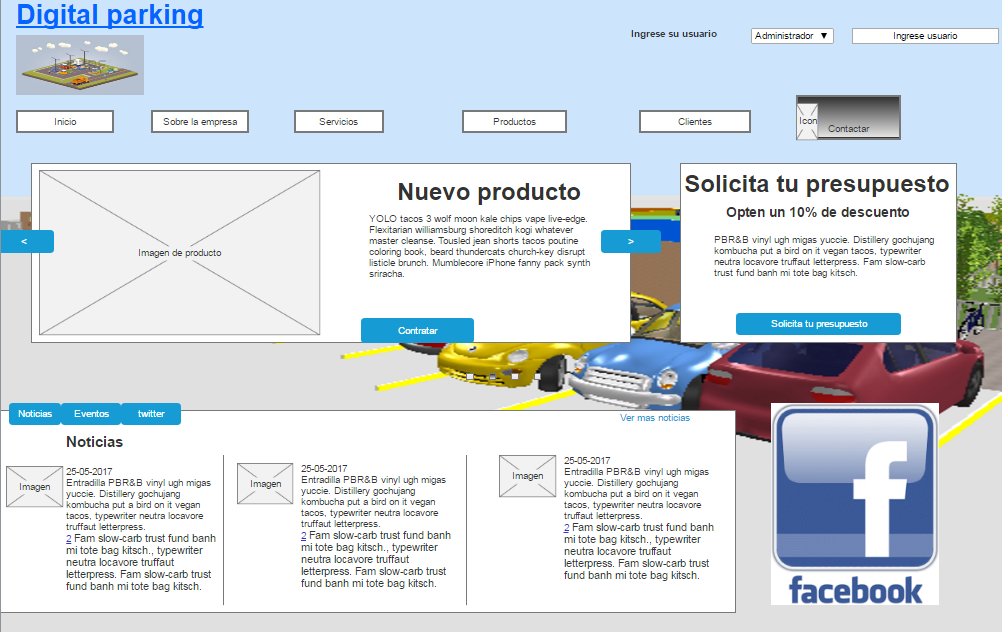 Digital parking
Ingrese su usuario
Administrador ▼
Ingrese usuario
Inicio
Sobre la empresa
Servicios
Productos
Clientes
Icon
Contactar
<
Imagen de producto
Nuevo producto
YOLO tacos 3 wolf moon kale chips vape live-edge.
Flexitarian williamsburg shoreditch kogi whatever
master cleanse. Tousled jean shorts tacos poutine
coloring book, beard thundercats church-key disrupt
listicle brunch. Mumblecore iPhone fanny pack synth
sriracha.
Contratar
>
Solicita tu presupuesto
Opten un 10% de descuento
PBR&B vinyl ugh migas yuccie. Distillery gochujang
kombucha put a bird on it vegan tacos, typewriter
neutra locavore truffaut letterpress. Fam slow-carb
trust fund banh mi tote bag kitsch.
Solicita tu presupuesto
Noticias
Eventos
twitter
Ver mas noticias
Noticias
Imagen
25-05-2017
Entradilla PBR&B vinyl ugh migas
yuccie. Distillery gochujang
kombucha put a bird on it vegan
tacos, typewriter neutra locavore
truffaut letterpress.
2 Fam slow-carb trust fund banh
mi tote bag kitsch., typewriter
neutra locavore truffaut
letterpress. Fam slow-carb trust
fund banh mi tote bag kitsch.
Imagen
25-05-2017
Entradilla PBR&B vinyl ugh migas
yuccie. Distillery gochujang
kombucha put a bird on it vegan
tacos, typewriter neutra locavore
truffaut letterpress.
2 Fam slow-carb trust fund banh
mi tote bag kitsch., typewriter
neutra locavore truffaut
letterpress. Fam slow-carb trust
fund banh mi tote bag kitsch.
Imagen
25-05-2017
Entradilla PBR&B vinyl ugh migas
yuccie. Distillery gochujang
kombucha put a bird on it vegan
tacos, typewriter neutra locavore
truffaut letterpress.
2 Fam slow-carb trust fund banh
mi tote bag kitsch., typewriter
neutra locavore truffaut
letterpress. Fam slow-carb trust
fund banh mi tote bag kitsch.
f
facebook